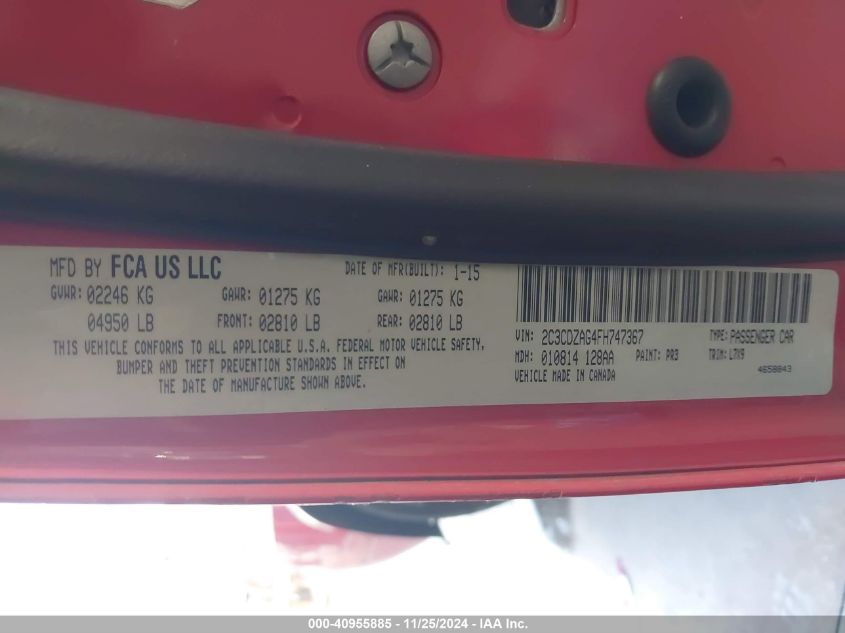 MFD BY FCA US LLC
DATE OF MFR(BUILT): 1-15
GVWR: 02246 KG
GAWR: 01275 KG
GAWR: 01275 KG
04950 LB
FRONT: 02810 LB
REAR: 02810 LB
THIS VEHICLE CONFORMS TO ALL APPLICABLE U.S.A. FEDERAL MOTOR VEHICLE SAFETY,
BUMPER AND THEFT PREVENTION STANDARDS IN EFFECT ON
THE DATE OF MANUFACTURE SHOWN ABOVE.
VIN: 2C3CDZAG4FH747367
TYPE: PASSENGER CAR
MDH: 010814 128AA
PAINT: PR3
TRIM: L7X9
VEHICLE MADE IN CANADA
4658843
000-40955885 - 11/25/2024 - IAA Inc.